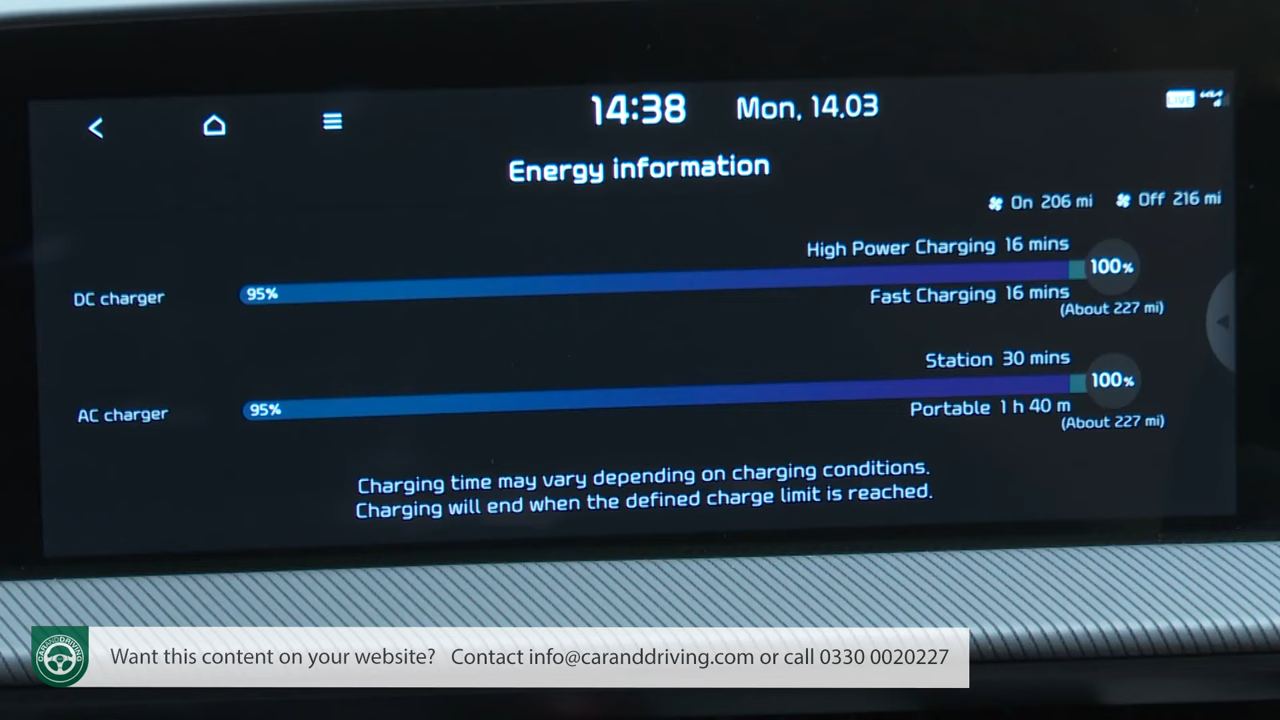 14:38 Mon, 14.03 LIVE
Energy information
On 206 mi Off 216 mi
High Power Charging 16 mins
DC charger 95% 100%
Fast Charging 16 mins
(About 227 mi)
Station 30 mins
AC charger 95% 100%
Portable 1 h 40 m
(About 227 mi)
Charging time may vary depending on charging conditions.
Charging will end when the defined charge limit is reached.
CARANDDRIVING
Want this content on your website? Contact info@caranddriving.com or call 0330 0020227